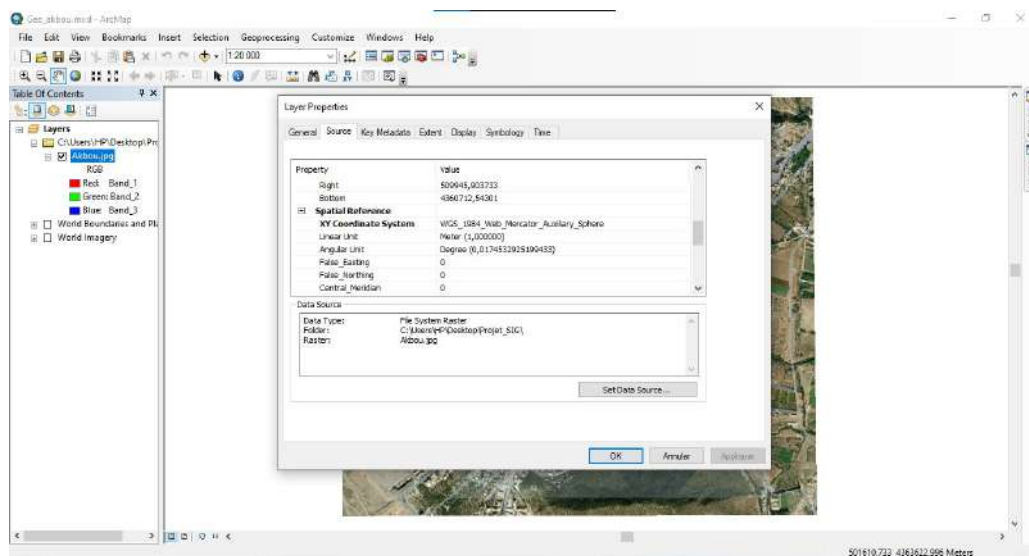 Geo_akbou.mxd - ArcMap
File Edit View Bookmarks Insert Selection Geoprocessing Customize Windows Help
1:20 000
Table Of Contents
Layers
C:\Users\HP\Desktop\Pr
Akbou.jpg
RGB
Red: Band_1
Green: Band_2
Blue: Band_3
World Boundaries and Pl
World Imagery
Layer Properties
General Source Key Metadata Extent Display Symbology Time
Property Value
Right 509945,903733
Bottom 4360712,54301
Spatial Reference
XY Coordinate System WGS_1984_Web_Mercator_Auxiliary_Sphere
Linear Unit Meter (1,000000)
Angular Unit Degree (0,0174532925199433)
False_Easting 0
False_Northing 0
Central_Meridian 0
Data Source
Data Type: File System Raster
Folder: C:\Users\HP\Desktop\Projet_SIG\
Raster: Akbou.jpg
Set Data Source...
OK Annuler Appliquer
501610,733 4363622,996 Meters